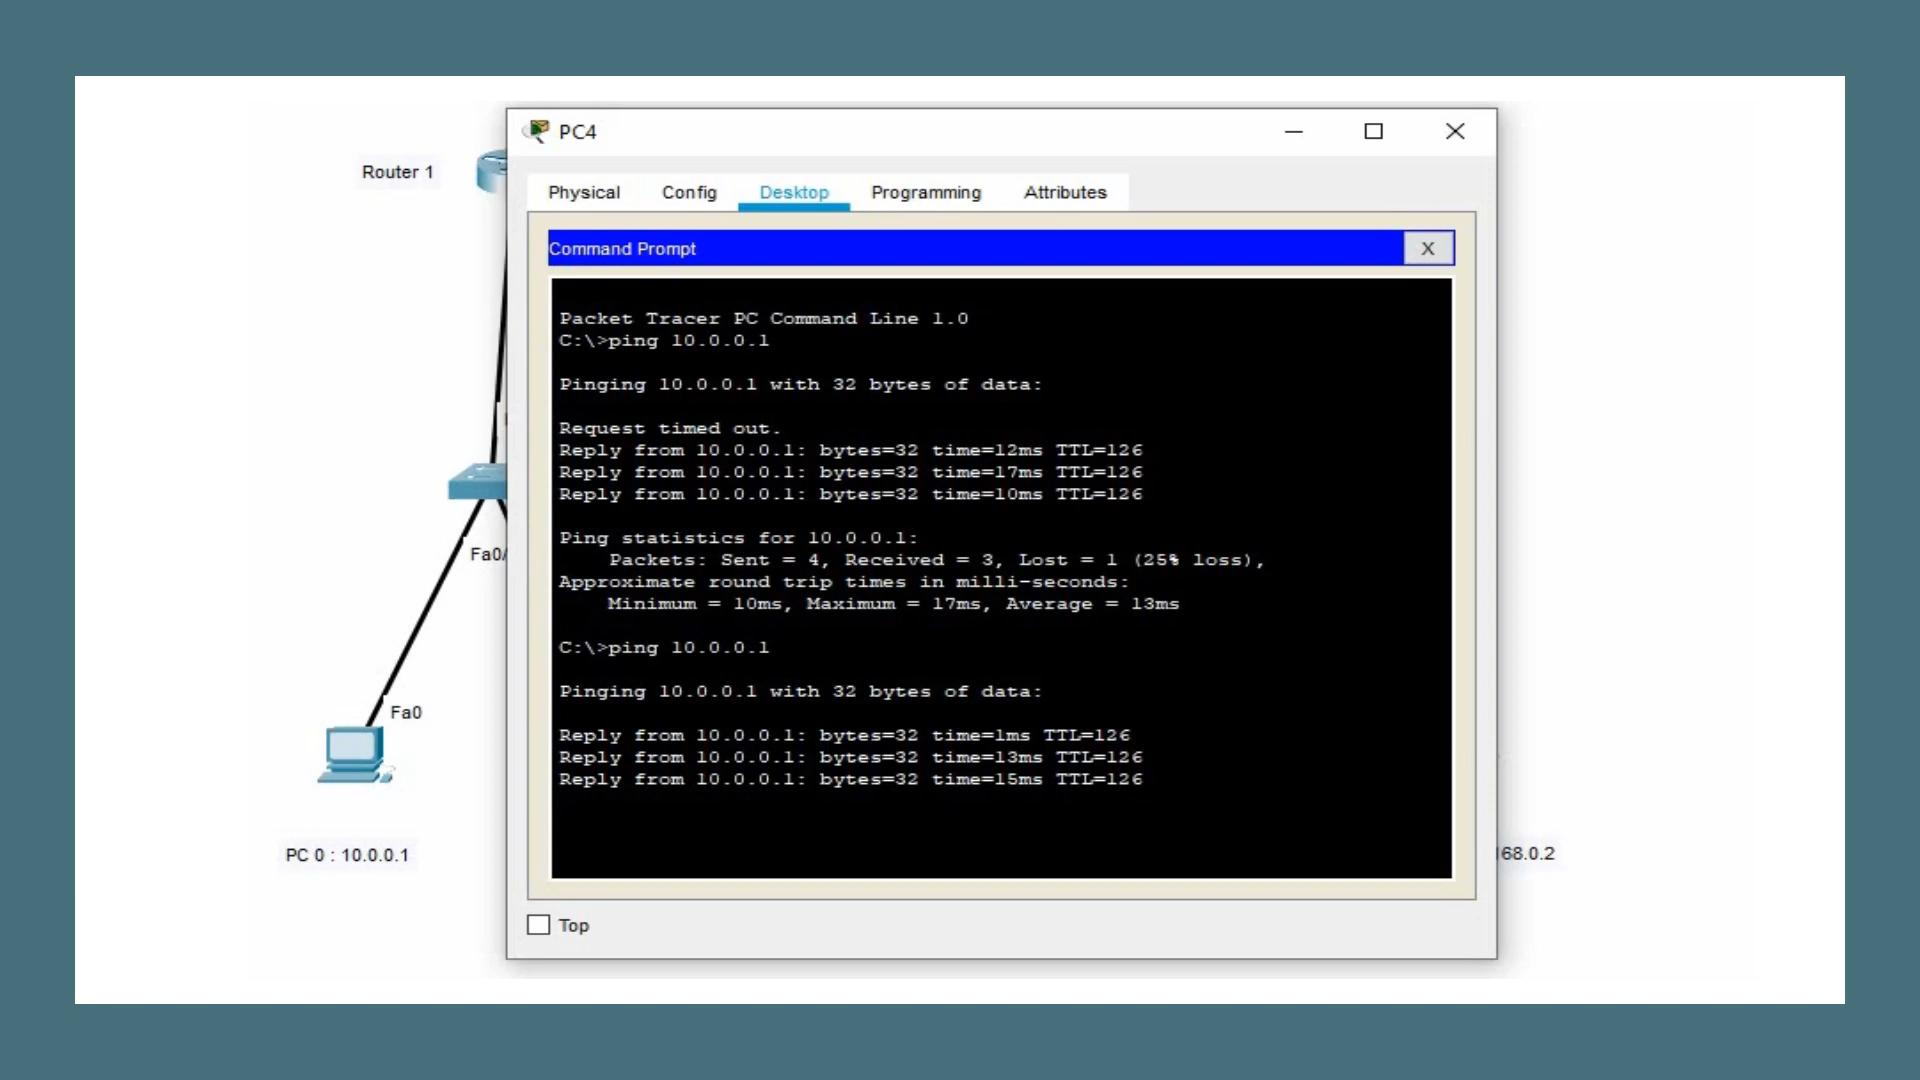 PC4
Router 1
Physical Config Desktop Programming Attributes
Command Prompt X
Packet Tracer PC Command Line 1.0
C:\>ping 10.0.0.1
Pinging 10.0.0.1 with 32 bytes of data:
Request timed out.
Reply from 10.0.0.1: bytes=32 time=12ms TTL=126
Reply from 10.0.0.1: bytes=32 time=17ms TTL=126
Reply from 10.0.0.1: bytes=32 time=10ms TTL=126
Ping statistics for 10.0.0.1:
Packets: Sent = 4, Received = 3, Lost = 1 (25% loss),
Approximate round trip times in milli-seconds:
Minimum = 10ms, Maximum = 17ms, Average = 13ms
C:\>ping 10.0.0.1
Pinging 10.0.0.1 with 32 bytes of data:
Reply from 10.0.0.1: bytes=32 time=1ms TTL=126
Reply from 10.0.0.1: bytes=32 time=13ms TTL=126
Reply from 10.0.0.1: bytes=32 time=15ms TTL=126
Top
Fa0/
Fa0
PC 0 : 10.0.0.1
68.0.2